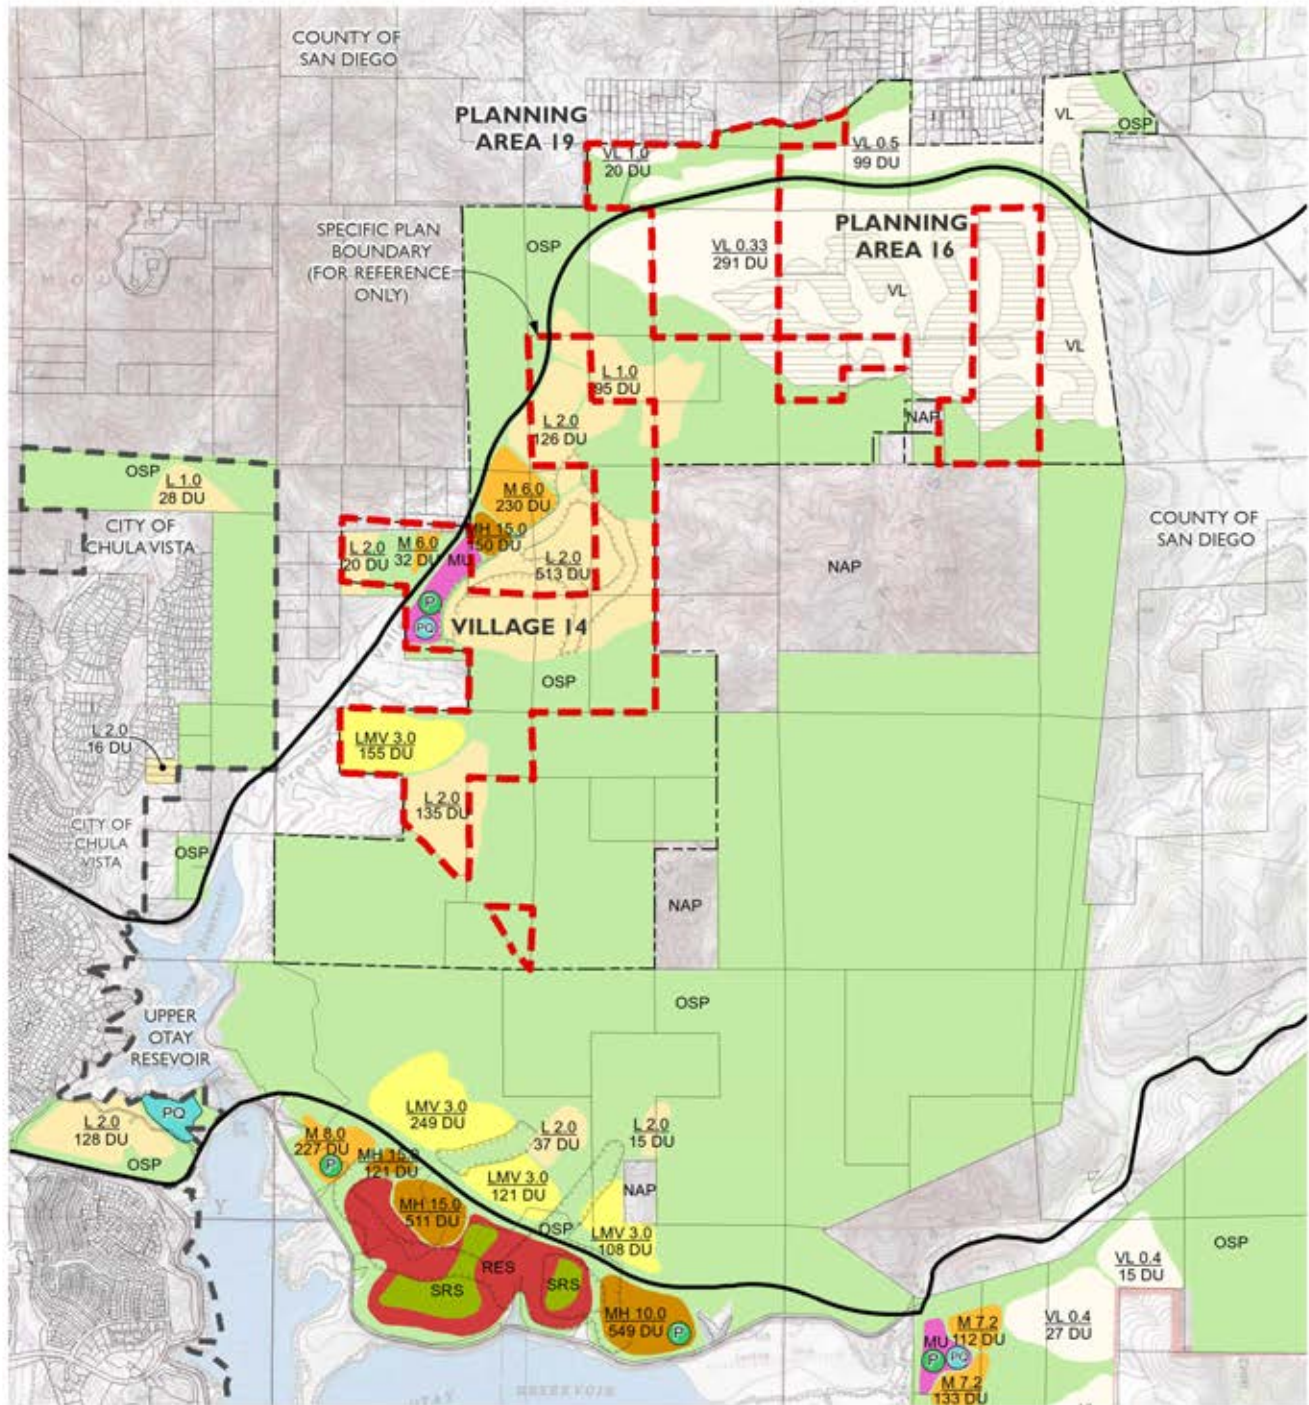 COUNTY OF
SAN DIEGO
PLANNING
AREA 19
VL 1.0
20 DU
VL 0.5
99 DU
VL
OSP
SPECIFIC PLAN
BOUNDARY
(FOR REFERENCE
ONLY)
OSP
VL 0.33
291 DU
PLANNING
AREA 16
VL
VL
L 1.0
95 DU
L 2.0
126 DU
NAP
OSP
L 1.0
28 DU
CITY OF
CHULA VISTA
M 6.0
230 DU
MH 15.0
50 DU
L 2.0
20 DU
M 6.0
32 DU
MU
L 2.0
513 DU
COUNTY OF
SAN DIEGO
NAP
P
PQ
VILLAGE 14
OSP
L 2.0
16 DU
LMV 3.0
155 DU
L 2.0
135 DU
CITY OF
CHULA
VISTA
OSP
NAP
OSP
UPPER
OTAY
RESEVOIR
PQ
L 2.0
128 DU
OSP
LMV 3.0
249 DU
M 8.0
227 DU
P
MH 15.0
121 DU
L 2.0
37 DU
L 2.0
15 DU
LMV 3.0
121 DU
NAP
MH 15.0
511 DU
OSP
LMV 3.0
108 DU
RES
SRS
SRS
MH 10.0
549 DU
P
OSP
VL 0.4
15 DU
VL 0.4
27 DU
M 7.2
112 DU
MU
P
PQ
M 7.2
133 DU
OTAY
RESERVOIR